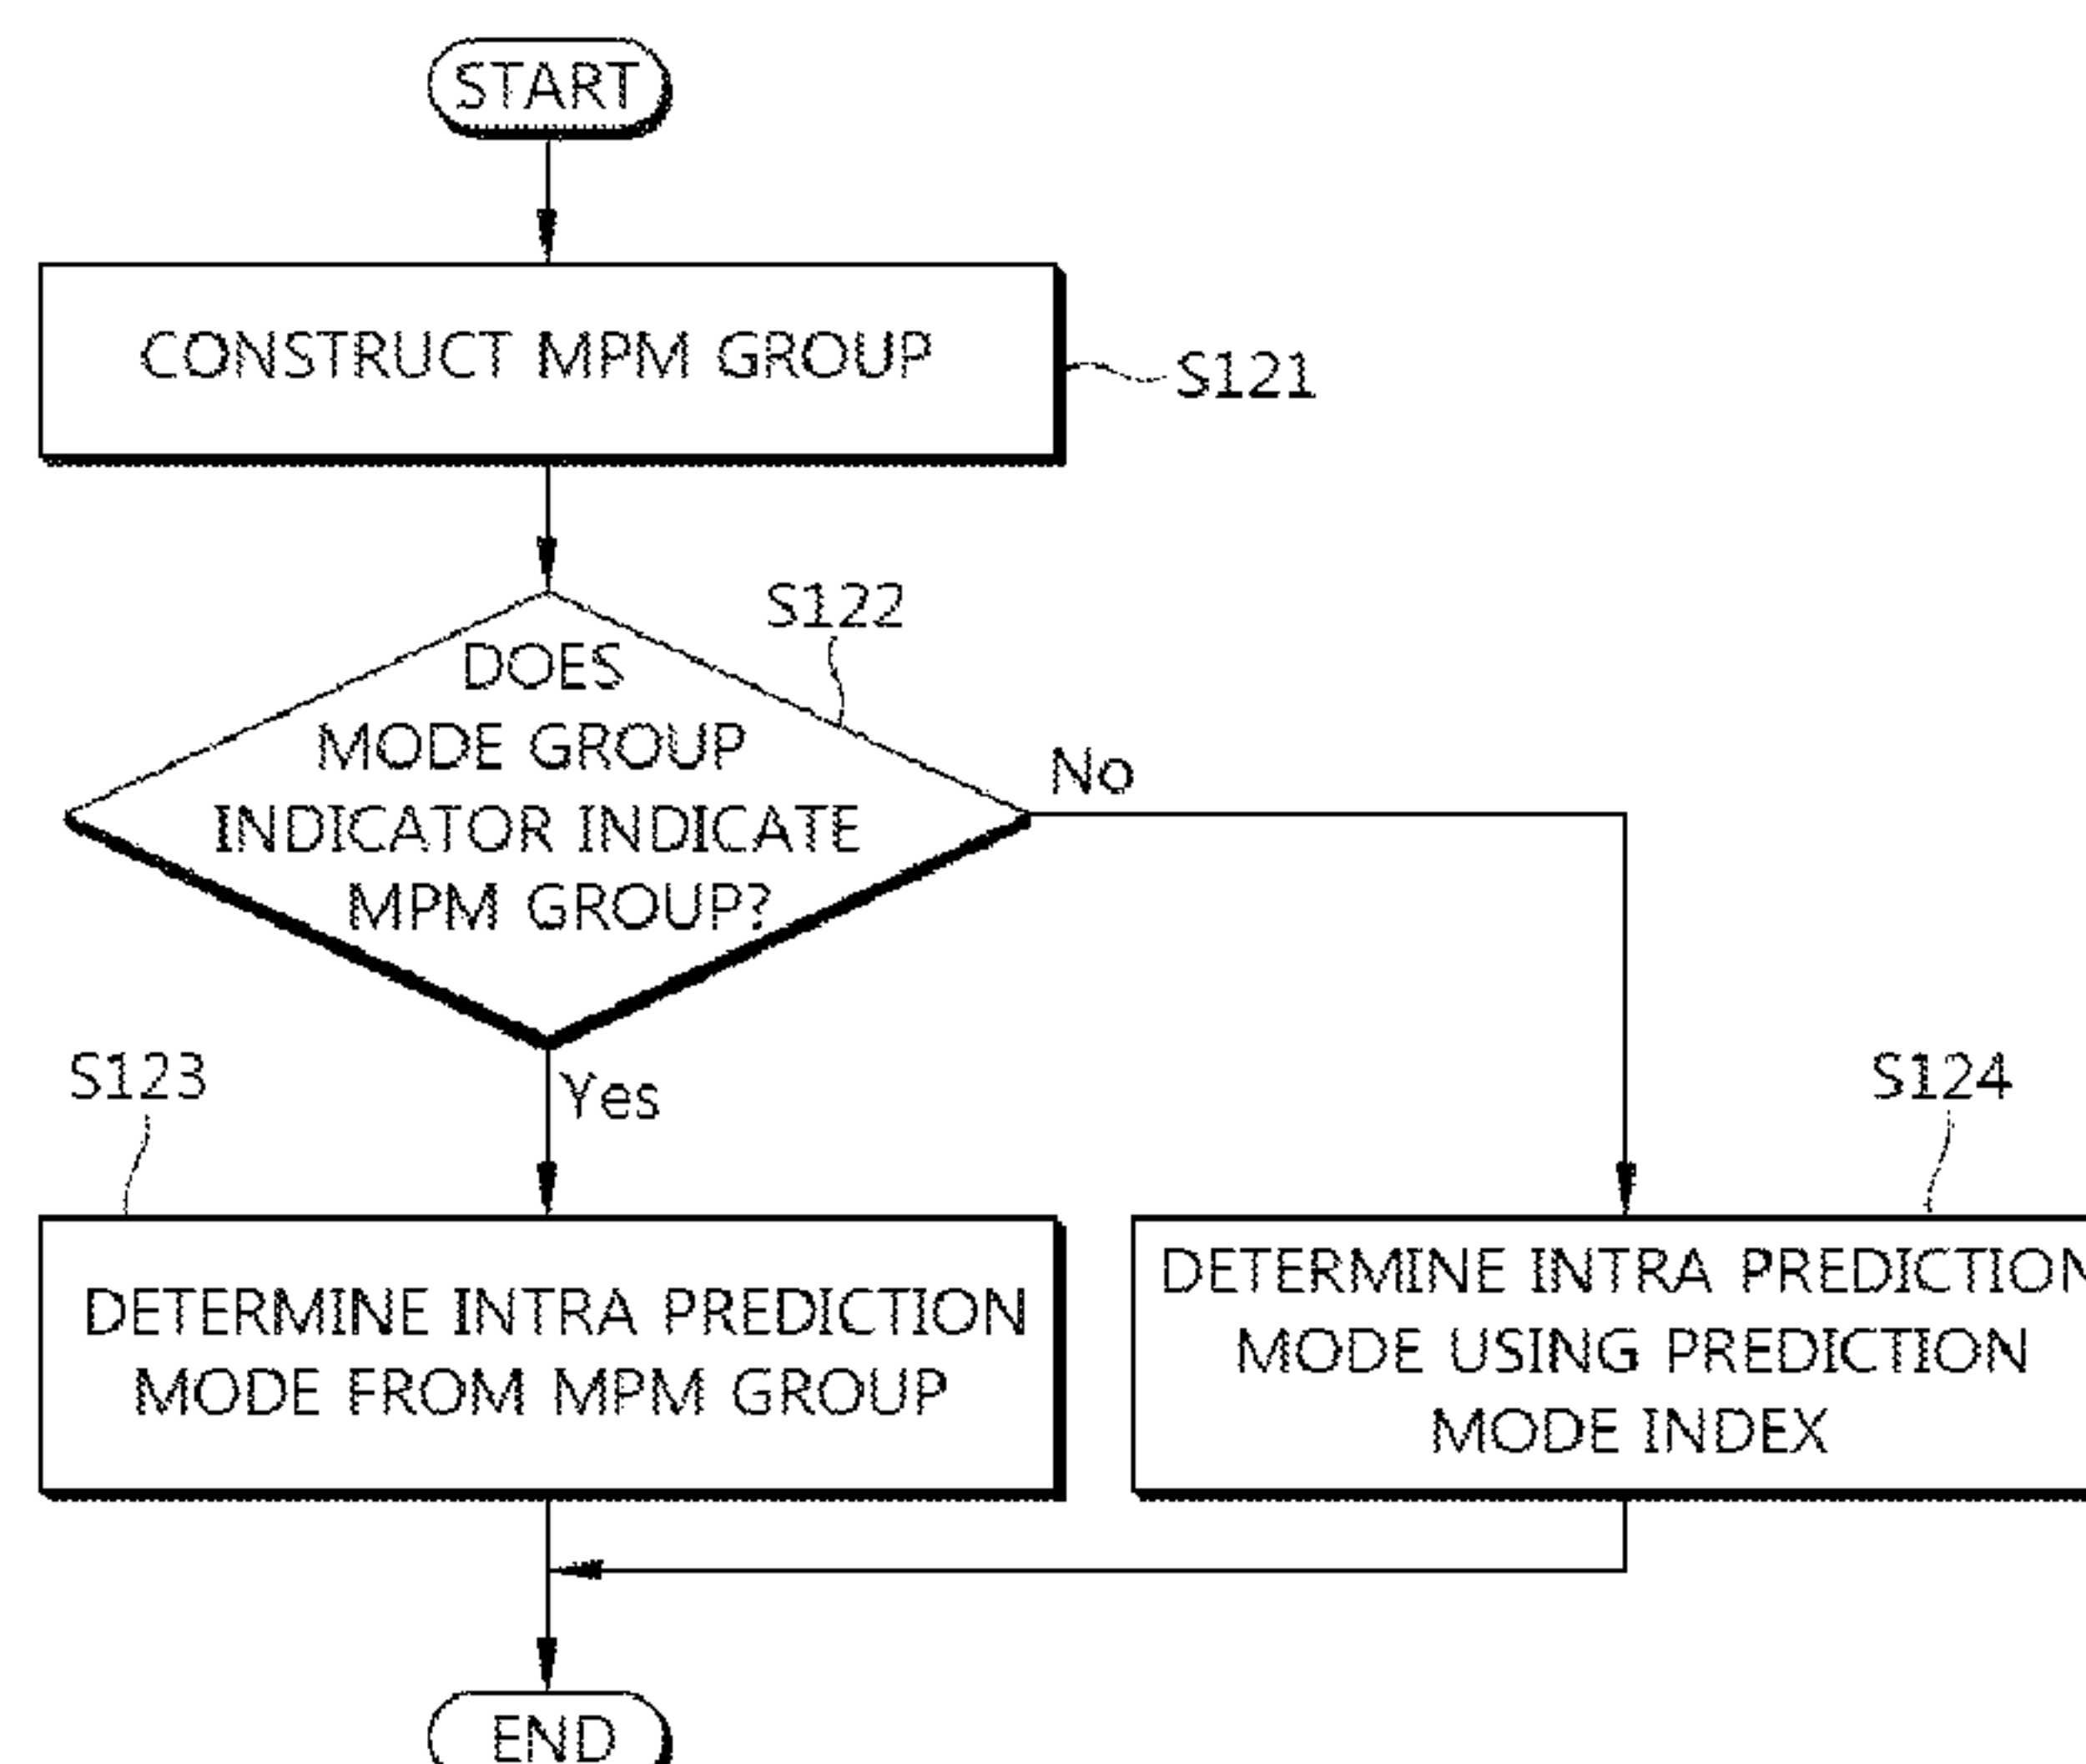 START
CONSTRUCT MPM GROUP
S121
S122
DOES
MODE GROUP
INDICATOR INDICATE
MPM GROUP?
No
Yes
S123
DETERMINE INTRA PREDICTION
MODE FROM MPM GROUP
S124
DETERMINE INTRA PREDICTION
MODE USING PREDICTION
MODE INDEX
END